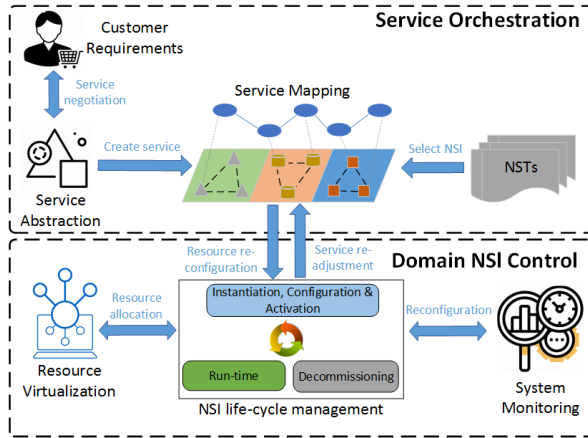 Service Orchestration
Customer
Requirements
Service
negotiation
Service Mapping
Create service
Select NSI
NSTs
Service
Abstraction
Resource re-
configuration
Service re-
adjustment
Domain NSI Control
Resource
allocation
Instantiation, Configuration &
Activation
Reconfiguration
Run-time
Decommissioning
Resource
Virtualization
NSI life-cycle management
System
Monitoring